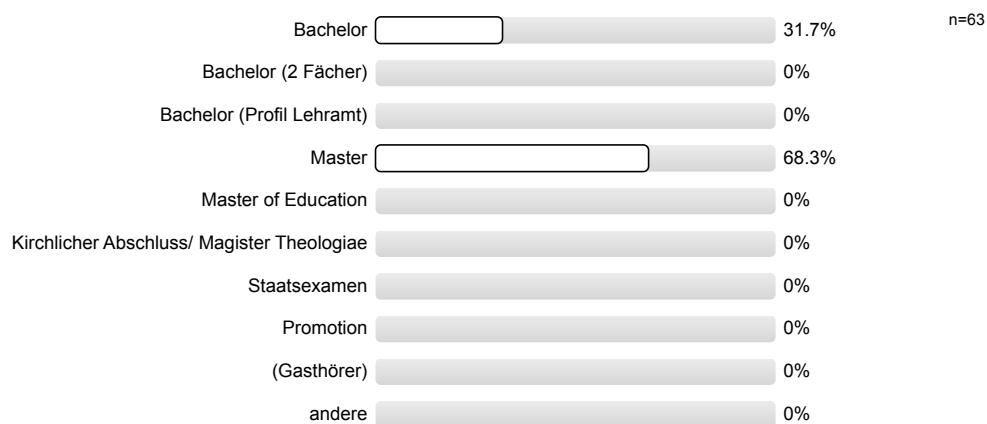 n=63
Bachelor 31.7%
Bachelor (2 Fächer) 0%
Bachelor (Profil Lehramt) 0%
Master 68.3%
Master of Education 0%
Kirchlicher Abschluss/ Magister Theologiae 0%
Staatsexamen 0%
Promotion 0%
(Gasthörer) 0%
andere 0%